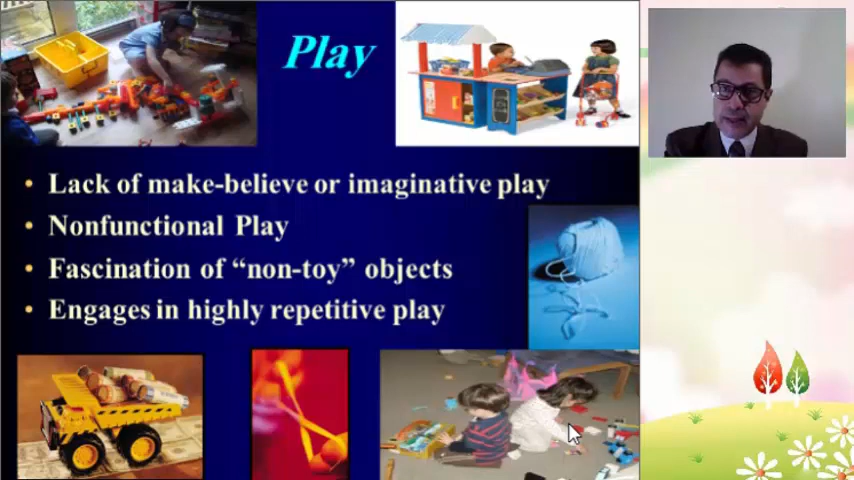 Play
• Lack of make-believe or imaginative play
• Nonfunctional Play
• Fascination of “non-toy” objects
• Engages in highly repetitive play